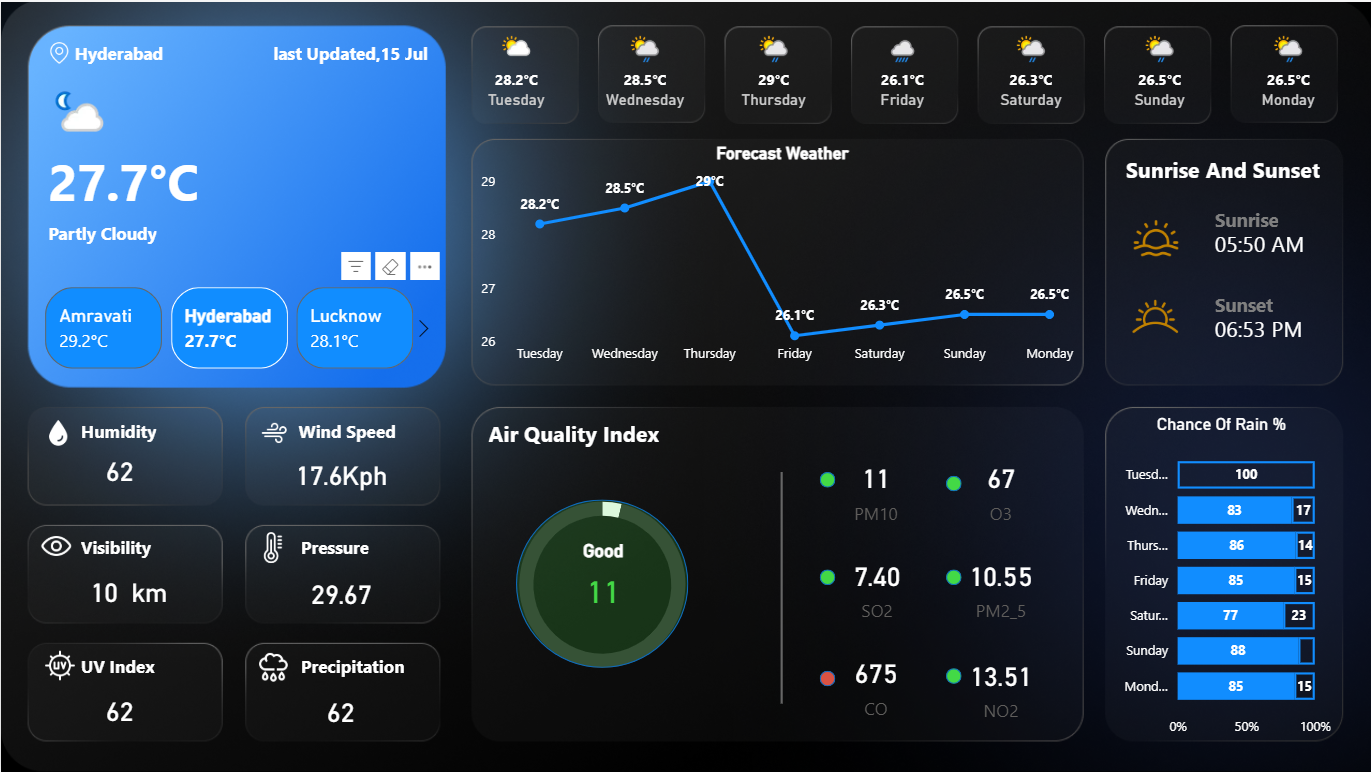 Hyderabad
last Updated,15 Jul
27.7°C
Partly Cloudy
Amravati
29.2°C
Hyderabad
27.7°C
Lucknow
28.1°C
28.2°C
Tuesday
28.5°C
Wednesday
29°C
Thursday
26.1°C
Friday
26.3°C
Saturday
26.5°C
Sunday
26.5°C
Monday
Forecast Weather
29
28
27
26
28.2°C
28.5°C
29°C
26.1°C
26.3°C
26.5°C
26.5°C
Tuesday Wednesday Thursday Friday Saturday Sunday Monday
Sunrise And Sunset
Sunrise
05:50 AM
Sunset
06:53 PM
Humidity
62
Wind Speed
17.6Kph
Visibility
10 km
Pressure
29.67
UV
UV Index
62
Precipitation
62
Air Quality Index
Good
11
11
PM10
67
O3
7.40
SO2
10.55
PM2_5
675
CO
13.51
NO2
Chance Of Rain %
Tuesd... 100
Wedn... 83 17
Thurs... 86 14
Friday 85 15
Satur... 77 23
Sunday 88
Mond... 85 15
0% 50% 100%